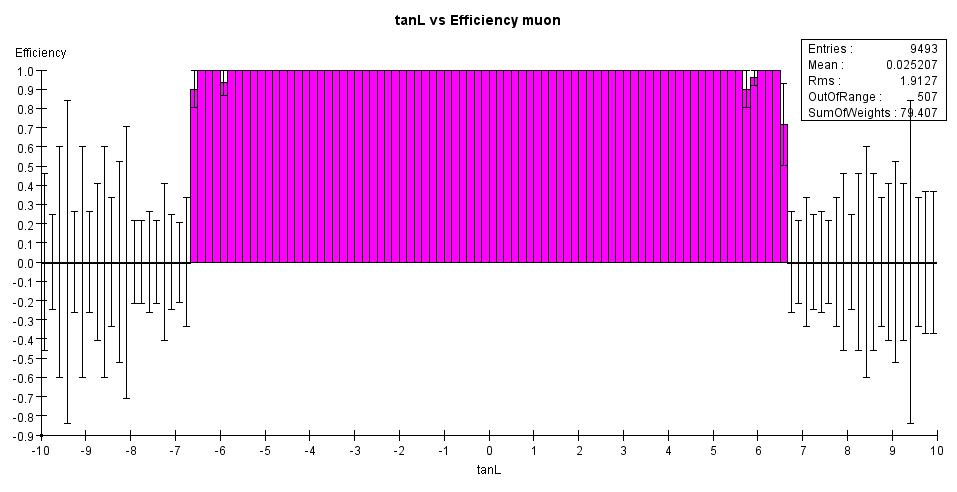 tanL vs Efficiency muon
Efficiency
Entries : 9493
Mean : 0.025207
Rms : 1.9127
OutOfRange : 507
SumOfWeights : 79.407
1.0
0.9
0.8
0.7
0.6
0.5
0.4
0.3
0.2
0.1
0.0
-0.1
-0.2
-0.3
-0.4
-0.5
-0.6
-0.7
-0.8
-0.9
-10 -9 -8 -7 -6 -5 -4 -3 -2 -1 0 1 2 3 4 5 6 7 8 9 10
tanL